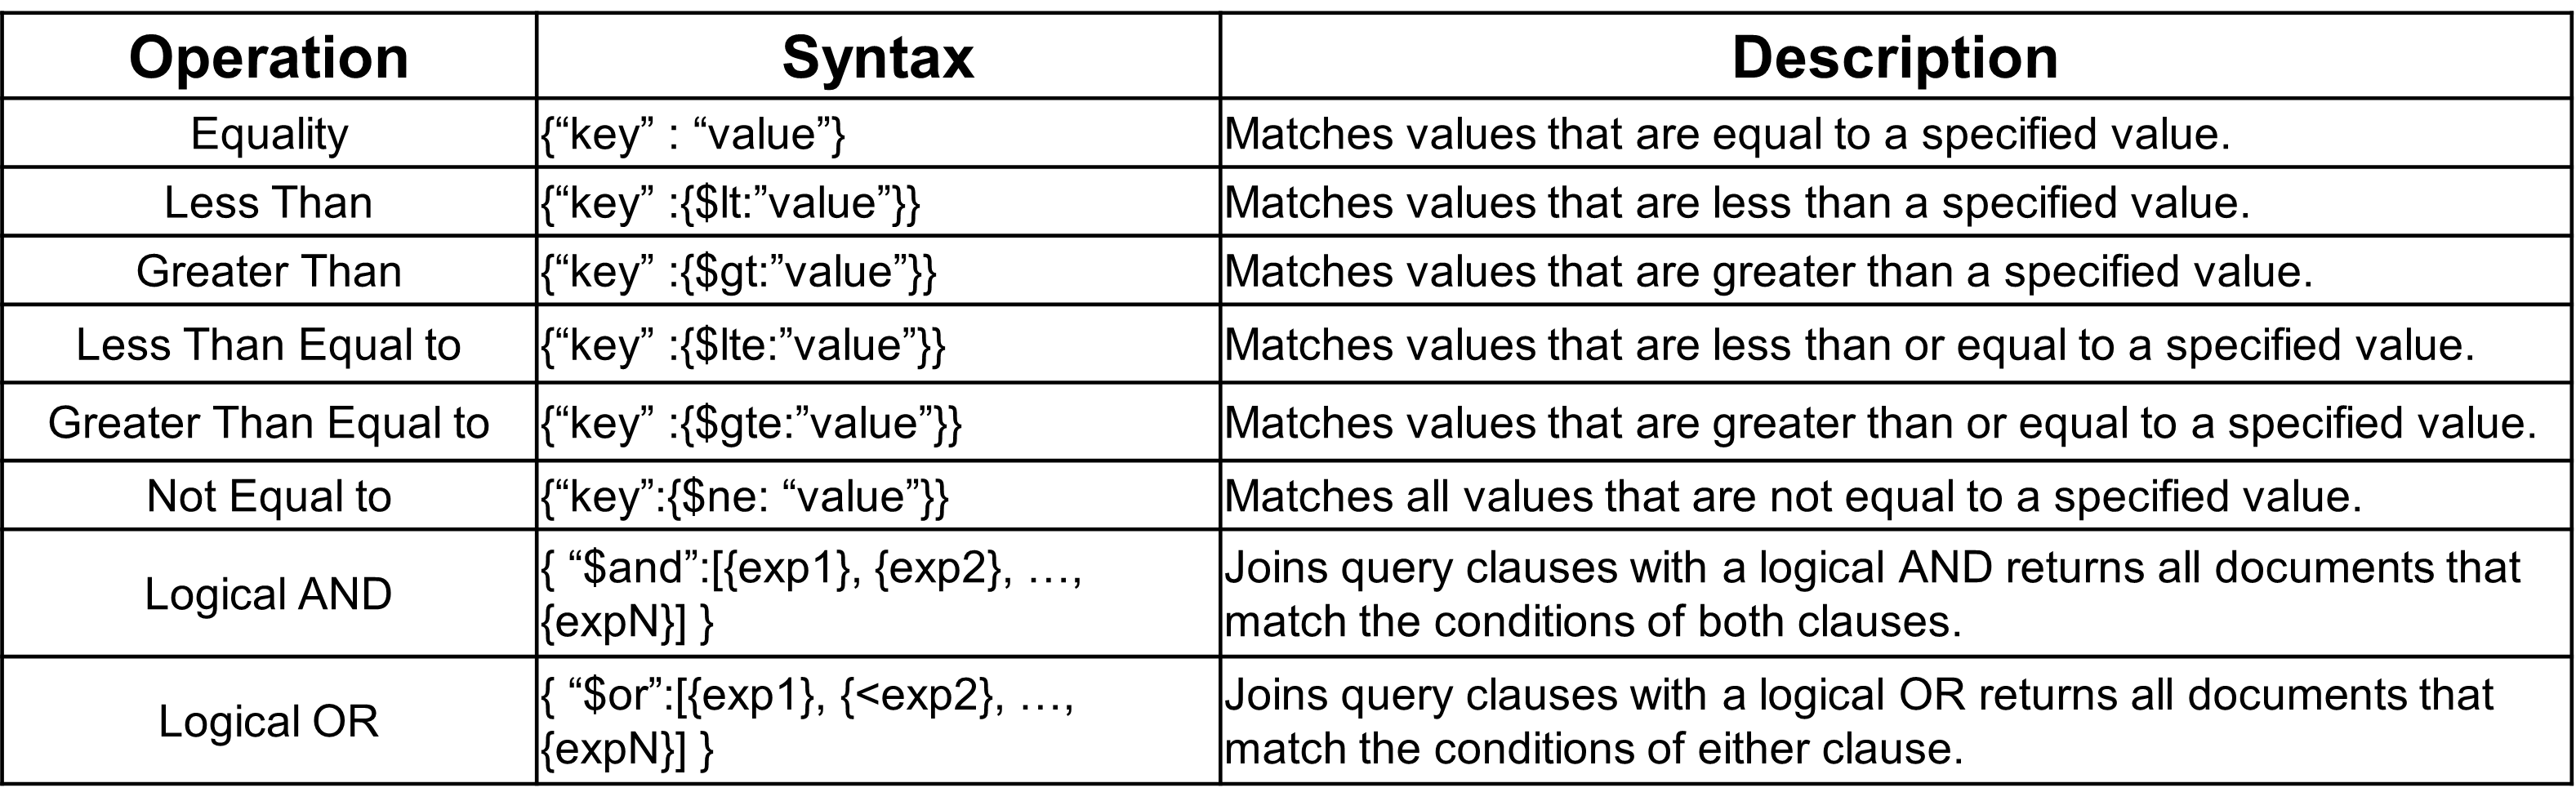 Operation Syntax Description
Equality {“key” : “value”} Matches values that are equal to a specified value.
Less Than {“key” :{$lt:”value”}} Matches values that are less than a specified value.
Greater Than {“key” :{$gt:”value”}} Matches values that are greater than a specified value.
Less Than Equal to {“key” :{$lte:”value”}} Matches values that are less than or equal to a specified value.
Greater Than Equal to {“key” :{$gte:”value”}} Matches values that are greater than or equal to a specified value.
Not Equal to {“key”:{$ne: “value”}} Matches all values that are not equal to a specified value.
Logical AND
{ “$and”:[{exp1}, {exp2}, …,
{expN}] }
Joins query clauses with a logical AND returns all documents that
match the conditions of both clauses.
Logical OR
{ “$or”:[{exp1}, {<exp2}, …,
{expN}] }
Joins query clauses with a logical OR returns all documents that
match the conditions of either clause.